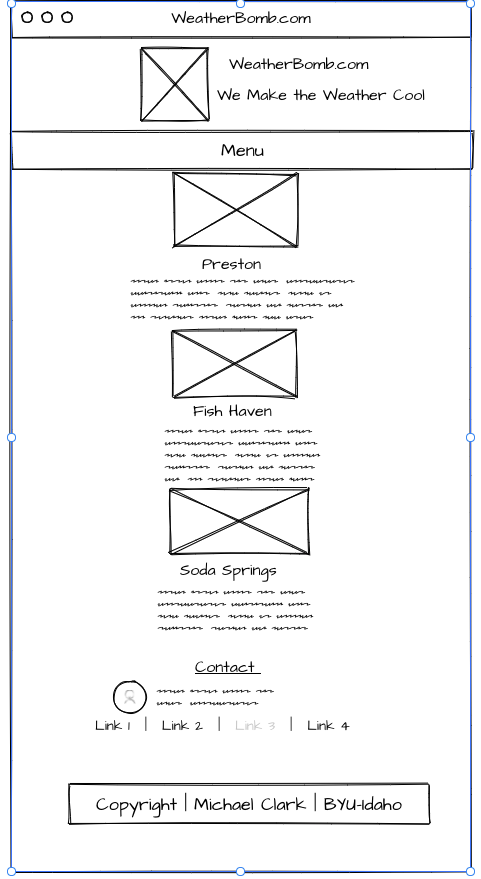 WeatherBomb.com
WeatherBomb.com
We Make the Weather Cool
Menu
Preston
Fish Haven
Soda Springs
Contact
Link 1 | Link 2 | Link 3 | Link 4
Copyright | Michael Clark | BYU-Idaho